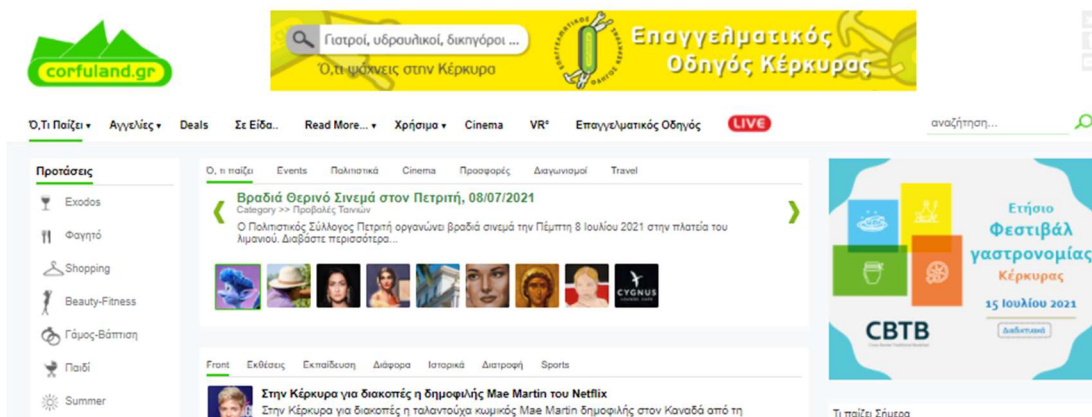 corfuland.gr
Γιατροί, υδραυλικοί, δικηγόροι ...
Ό,τι ψάχνεις στην Κέρκυρα
Επαγγελματικός
Οδηγός Κέρκυρας
Ό,Τι Παίζει Αγγελίες Deals Σε Είδα.. Read More... Χρήσιμα Cinema VR° Επαγγελματικός Οδηγός LIVE
αναζήτηση...
Προτάσεις
Exodos
Φαγητό
Shopping
Beauty-Fitness
Γάμος-Βάπτιση
Παιδί
Summer
Ό, τι παίζει Events Πολιτιστικά Cinema Προσφορές Διαγωνισμοί Travel
Βραδιά Θερινό Σινεμά στον Πετριτή, 08/07/2021
Category >> Προβολές Ταινιών
Ο Πολιτιστικός Σύλλογος Πετριτή οργανώνει βραδιά σινεμά την Πέμπτη 8 Ιουλίου 2021 στην πλατεία του
λιμανιού. Διαβάστε περισσότερα...
CYGNUS
Front Εκθέσεις Εκπαίδευση Διάφορα Ιστορικά Διατροφή Sports
Στην Κέρκυρα για διακοπές η δημοφιλής Mae Martin του Netflix
Στην Κέρκυρα για διακοπές η ταλαντούχα κωμικός Mae Martin δημοφιλής στον Καναδά από τη
Ετήσιο
Φεστιβάλ
γαστρονομίας
Κέρκυρας
15 Ιουλίου 2021
Διαδικτυακά
CBTB
Τι παίζει Σήμερα